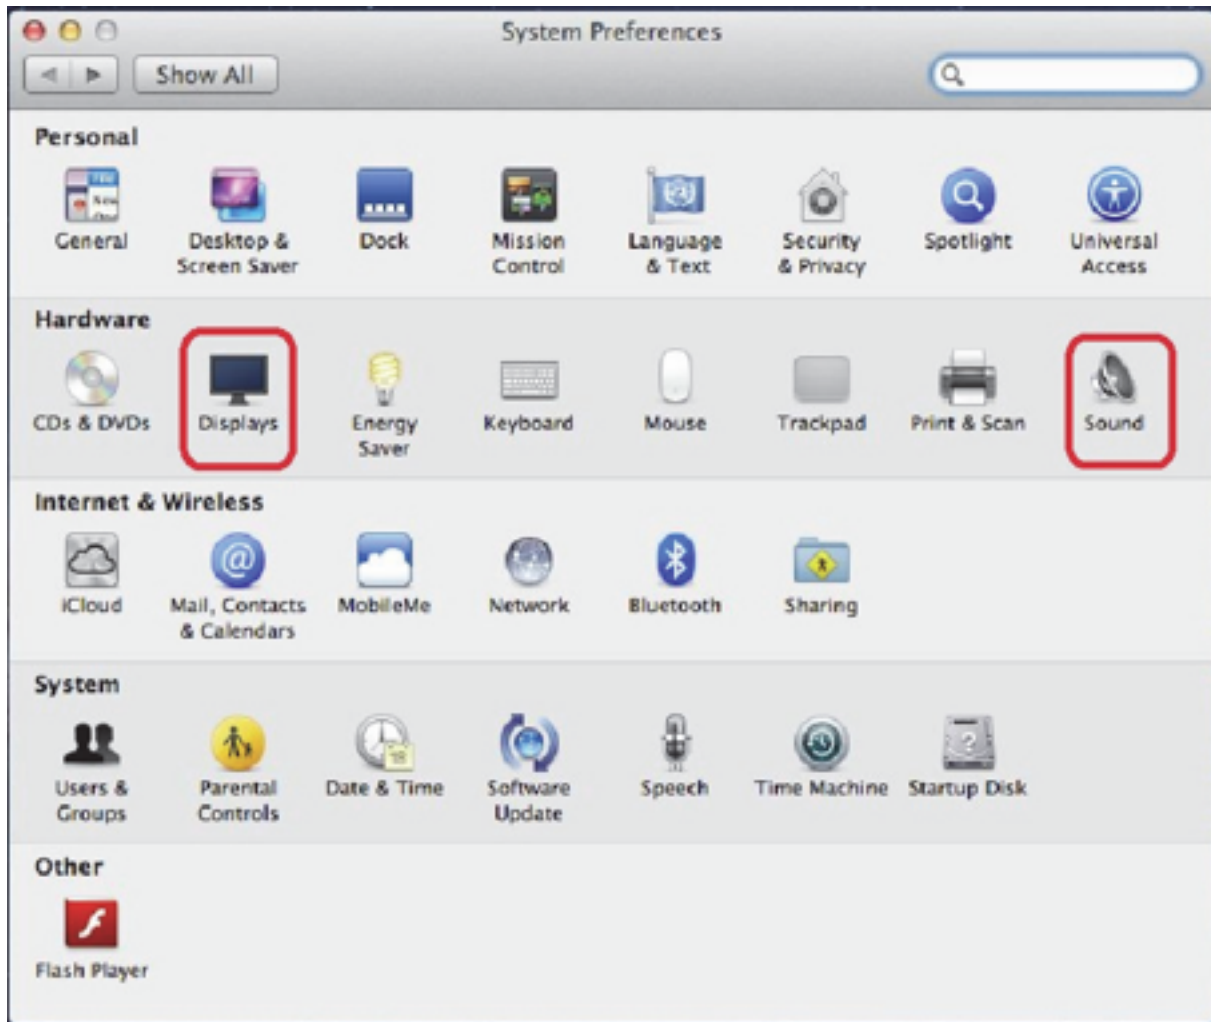 System Preferences
Show All
Personal
General
Desktop &
Screen Saver
Dock
Mission
Control
Language
& Text
Security
& Privacy
Spotlight
Universal
Access
Hardware
CDs & DVDs
Displays
Energy
Saver
Keyboard
Mouse
Trackpad
Print & Scan
Sound
Internet & Wireless
iCloud
Mail, Contacts
& Calendars
MobileMe
Network
Bluetooth
Sharing
System
Users &
Groups
Parental
Controls
Date & Time
Software
Update
Speech
Time Machine
Startup Disk
Other
Flash Player